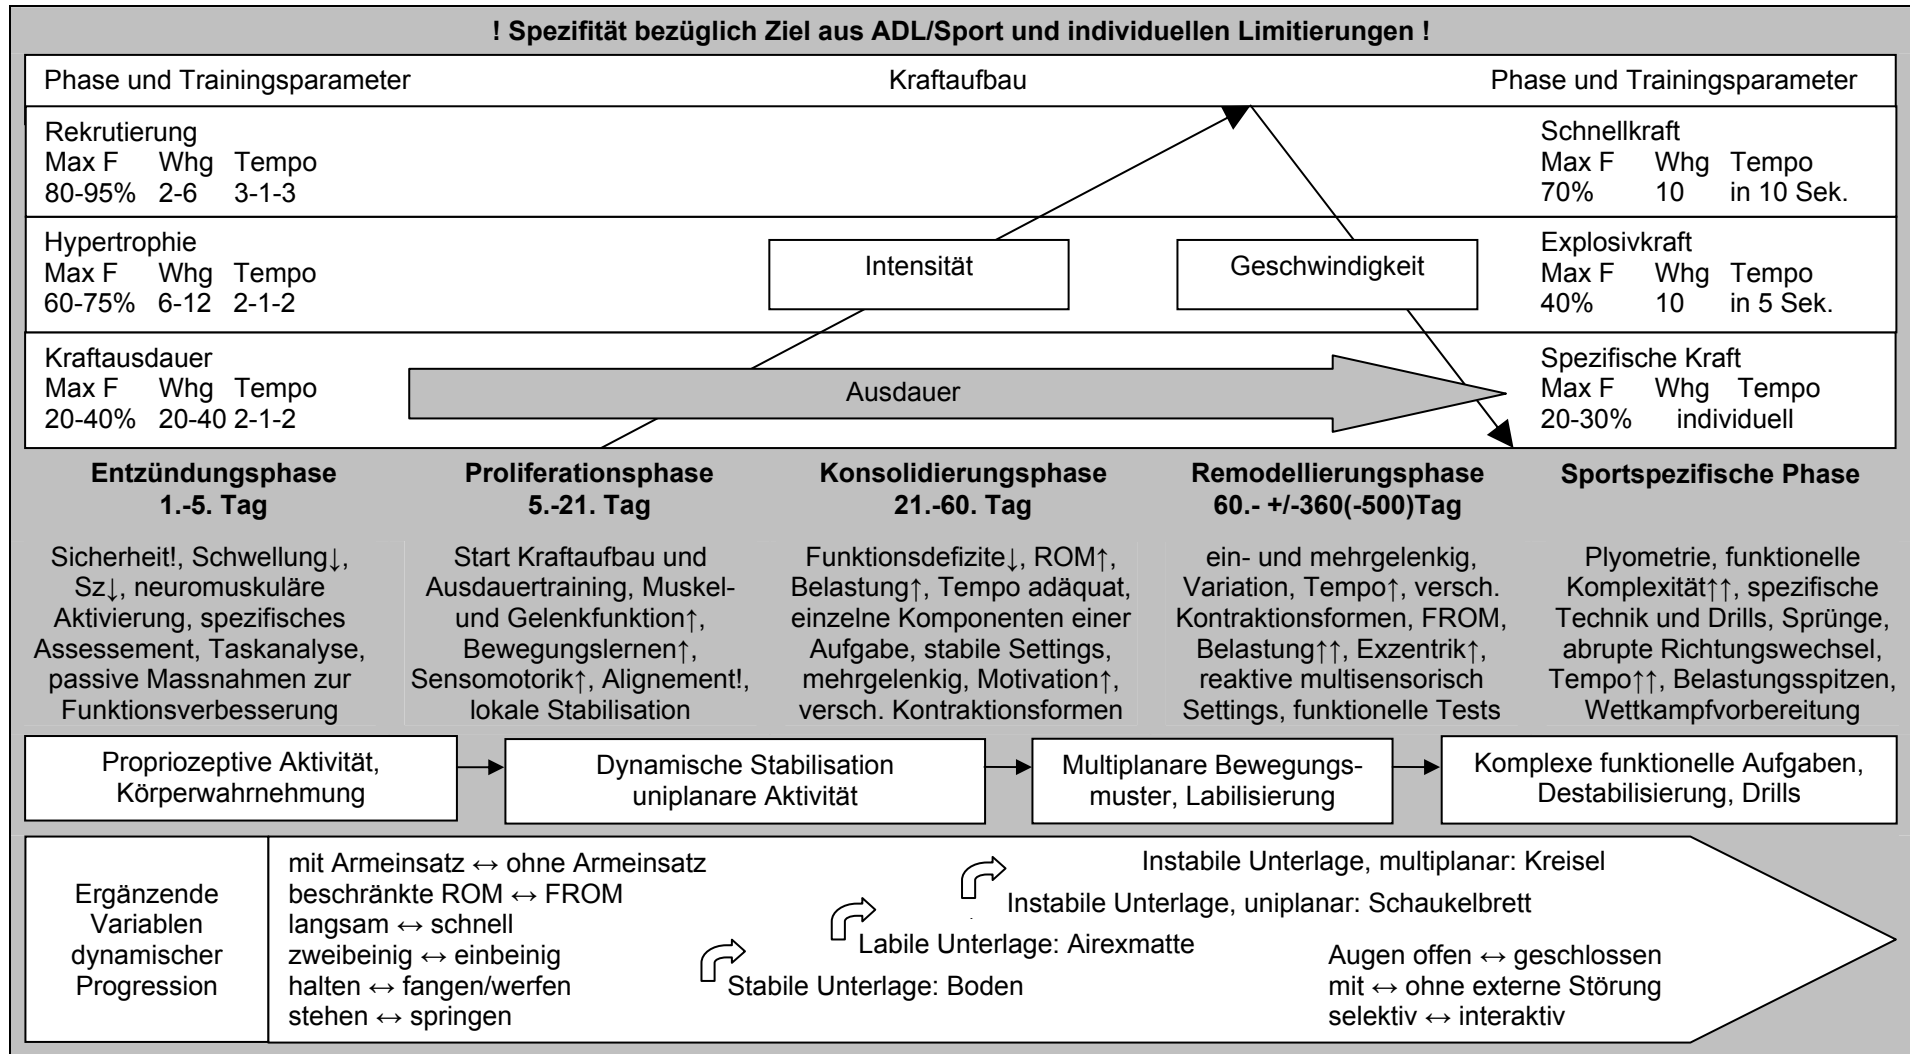 ! Spezifität bezüglich Ziel aus ADL/Sport und individuellen Limitierungen !
Phase und Trainingsparameter
Kraftaufbau
Phase und Trainingsparameter
Rekrutierung
Max F Whg Tempo
80-95% 2-6 3-1-3
Schnellkraft
Max F Whg Tempo
70% 10 in 10 Sek.
Hypertrophie
Max F Whg Tempo
60-75% 6-12 2-1-2
Intensität
Geschwindigkeit
Explosivkraft
Max F Whg Tempo
40% 10 in 5 Sek.
Kraftausdauer
Max F Whg Tempo
20-40% 20-40 2-1-2
Ausdauer
Spezifische Kraft
Max F Whg Tempo
20-30% individuell
Entzündungsphase
1.-5. Tag
Sicherheit!, Schwellung↓,
Sz↓, neuromuskuläre
Aktivierung, spezifisches
Assessement, Taskanalyse,
passive Massnahmen zur
Funktionsverbesserung
Proliferationsphase
5.-21. Tag
Start Kraftaufbau und
Ausdauertraining, Muskel-
und Gelenkfunktion↑,
Bewegungslernen↑,
Sensomotorik↑, Alignement!,
lokale Stabilisation
Konsolidierungsphase
21.-60. Tag
Funktionsdefizite↓, ROM↑,
Belastung↑, Tempo adäquat,
einzelne Komponenten einer
Aufgabe, stabile Settings,
mehrgelenkig, Motivation↑,
versch. Kontraktionsformen
Remodellierungsphase
60.- +/-360(-500)Tag
ein- und mehrgelenkig,
Variation, Tempo↑, versch.
Kontraktionsformen, FROM,
Belastung↑↑, Exzentrik↑,
reaktive multisensorisch
Settings, funktionelle Tests
Sportspezifische Phase
Plyometrie, funktionelle
Komplexität↑↑, spezifische
Technik und Drills, Sprünge,
abrupte Richtungswechsel,
Tempo↑↑, Belastungsspitzen,
Wettkampfvorbereitung
Propriozeptive Aktivität,
Körperwahrnehmung
Dynamische Stabilisation
uniplanare Aktivität
Multiplanare Bewegungs-
muster, Labilisierung
Komplexe funktionelle Aufgaben,
Destabilisierung, Drills
Ergänzende
Variablen
dynamischer
Progression
mit Armeinsatz ↔ ohne Armeinsatz
beschränkte ROM ↔ FROM
langsam ↔ schnell
zweibeinig ↔ einbeinig
halten ↔ fangen/werfen
stehen ↔ springen
Instabile Unterlage, multiplanar: Kreisel
Instabile Unterlage, uniplanar: Schaukelbrett
Labile Unterlage: Airexmatte
Stabile Unterlage: Boden
Augen offen ↔ geschlossen
mit ↔ ohne externe Störung
selektiv ↔ interaktiv